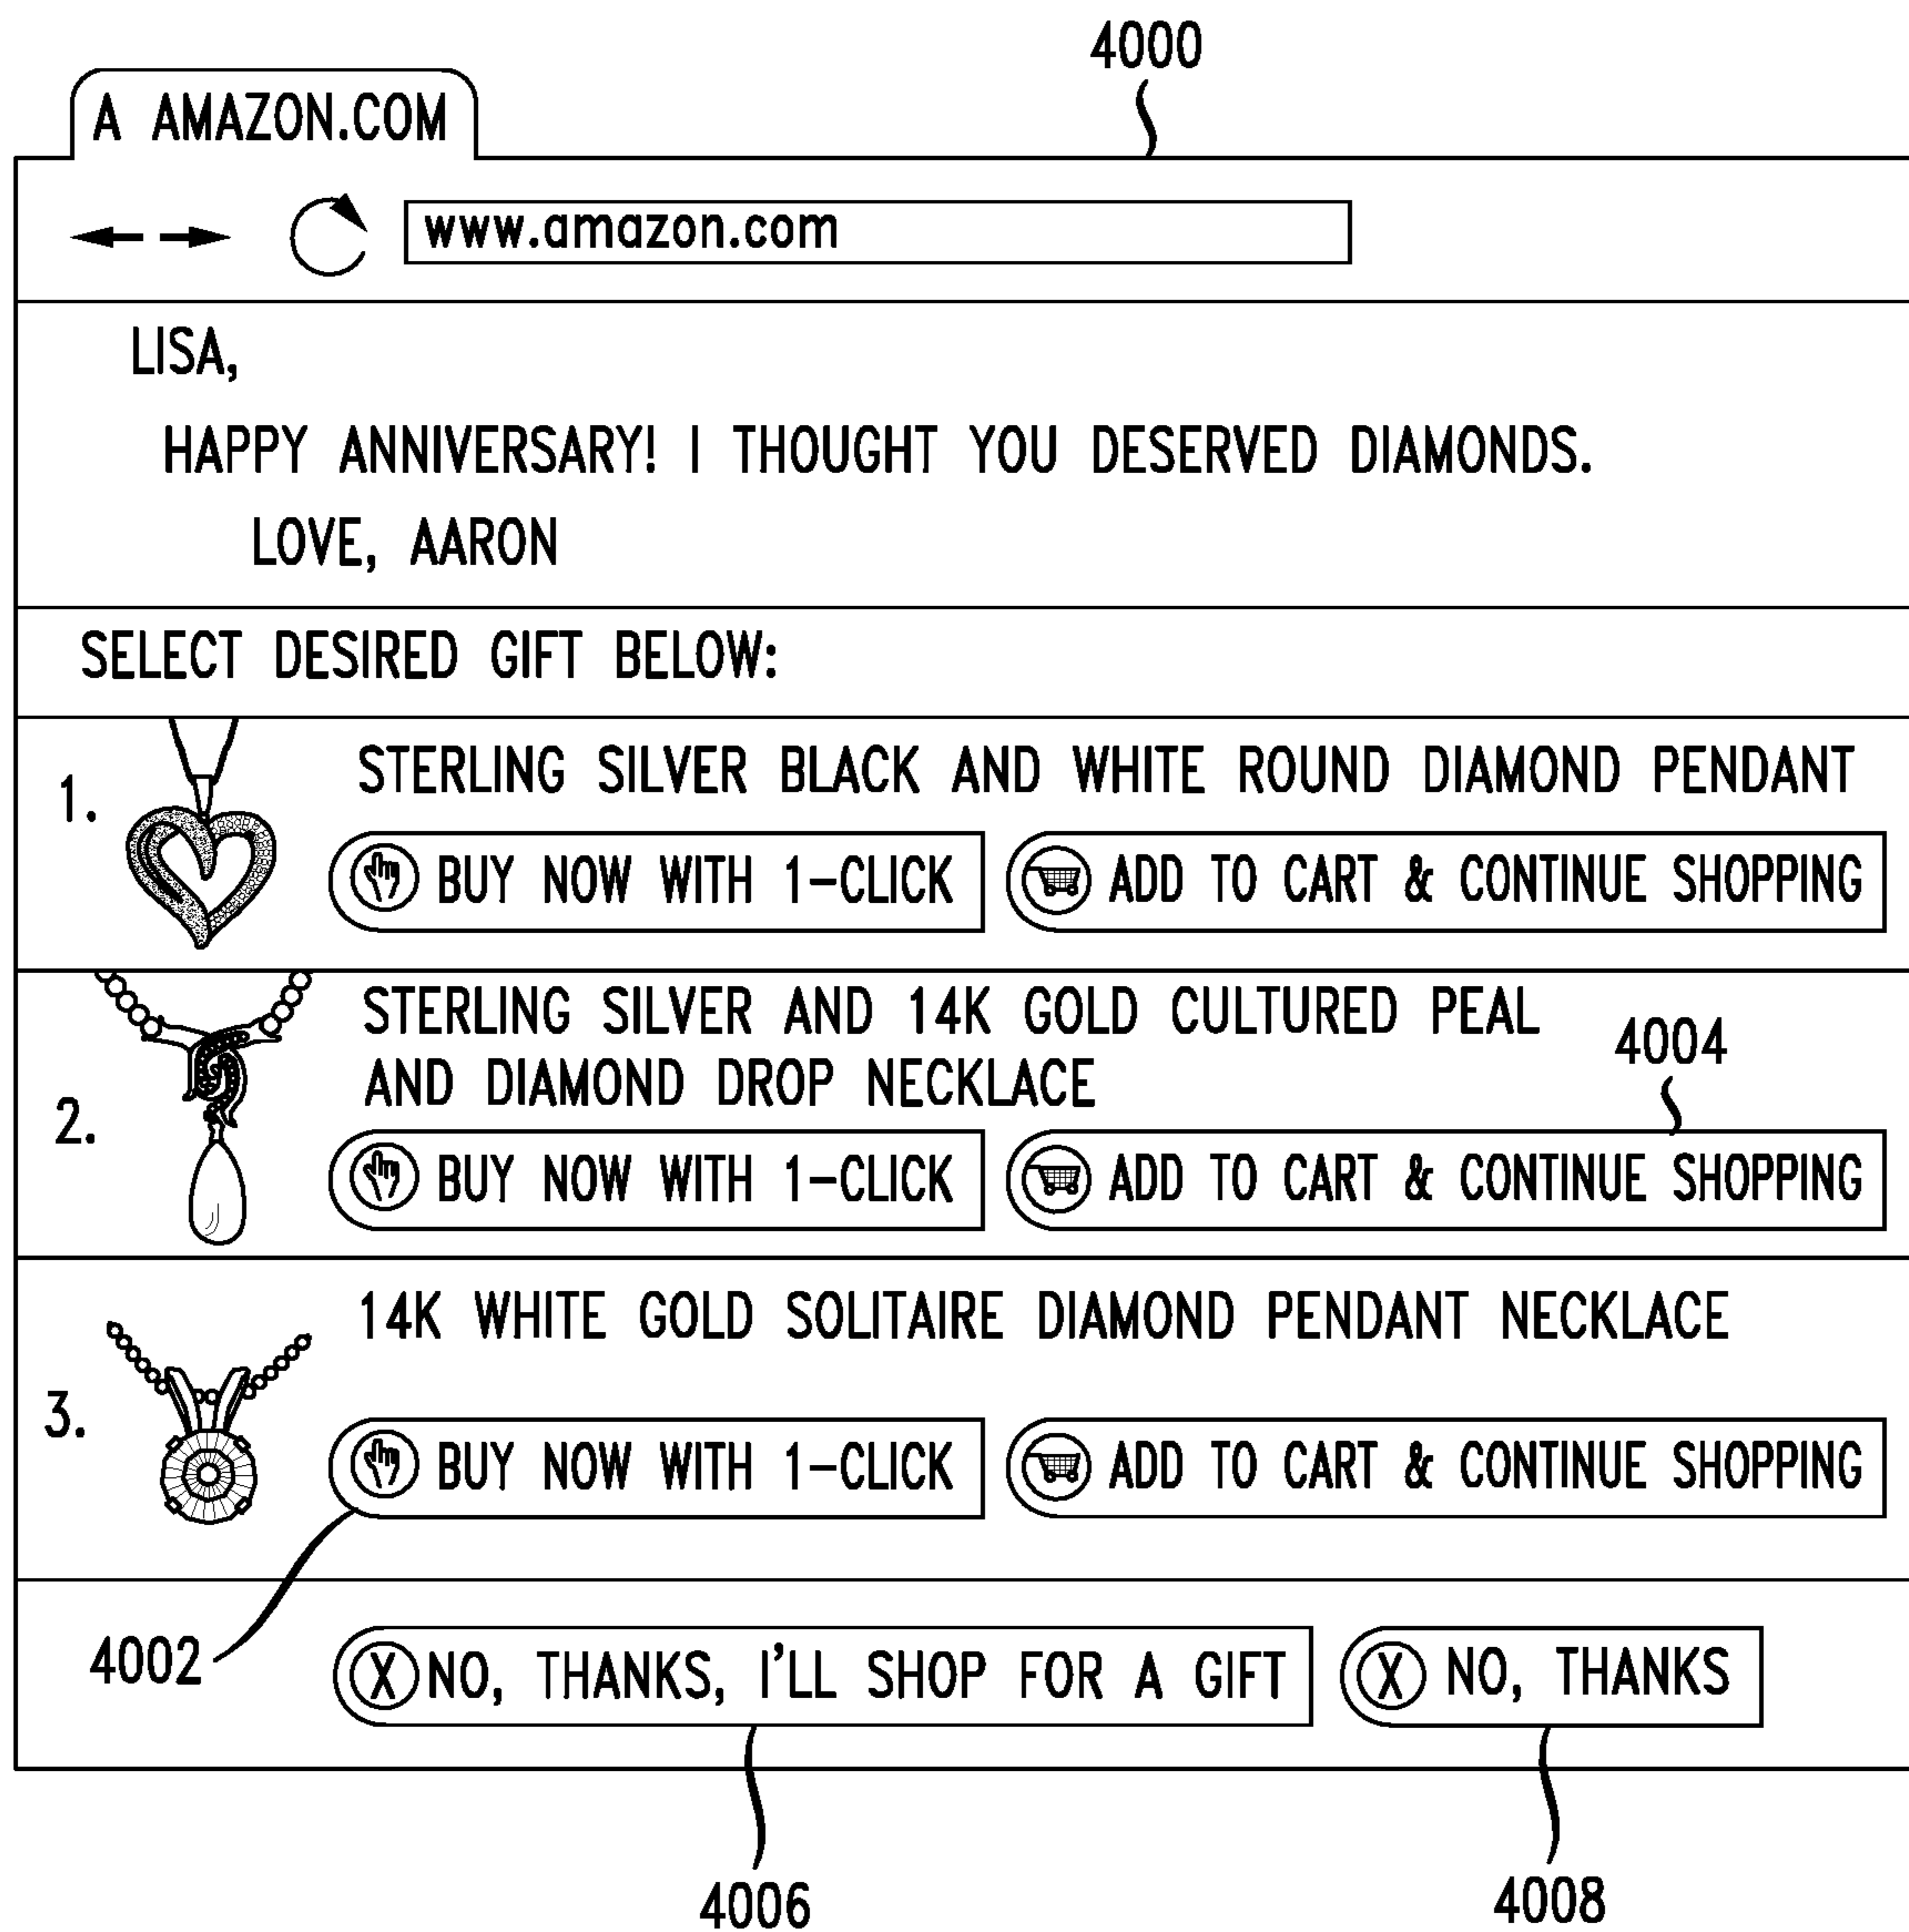 4000
A AMAZON.COM
www.amazon.com
LISA,
HAPPY ANNIVERSARY! I THOUGHT YOU DESERVED DIAMONDS.
LOVE, AARON
SELECT DESIRED GIFT BELOW:
1.
STERLING SILVER BLACK AND WHITE ROUND DIAMOND PENDANT
BUY NOW WITH 1-CLICK
ADD TO CART & CONTINUE SHOPPING
2.
STERLING SILVER AND 14K GOLD CULTURED PEAL
AND DIAMOND DROP NECKLACE
4004
BUY NOW WITH 1-CLICK
ADD TO CART & CONTINUE SHOPPING
3.
14K WHITE GOLD SOLITAIRE DIAMOND PENDANT NECKLACE
BUY NOW WITH 1-CLICK
ADD TO CART & CONTINUE SHOPPING
4002
X NO, THANKS, I'LL SHOP FOR A GIFT
X NO, THANKS
4006
4008